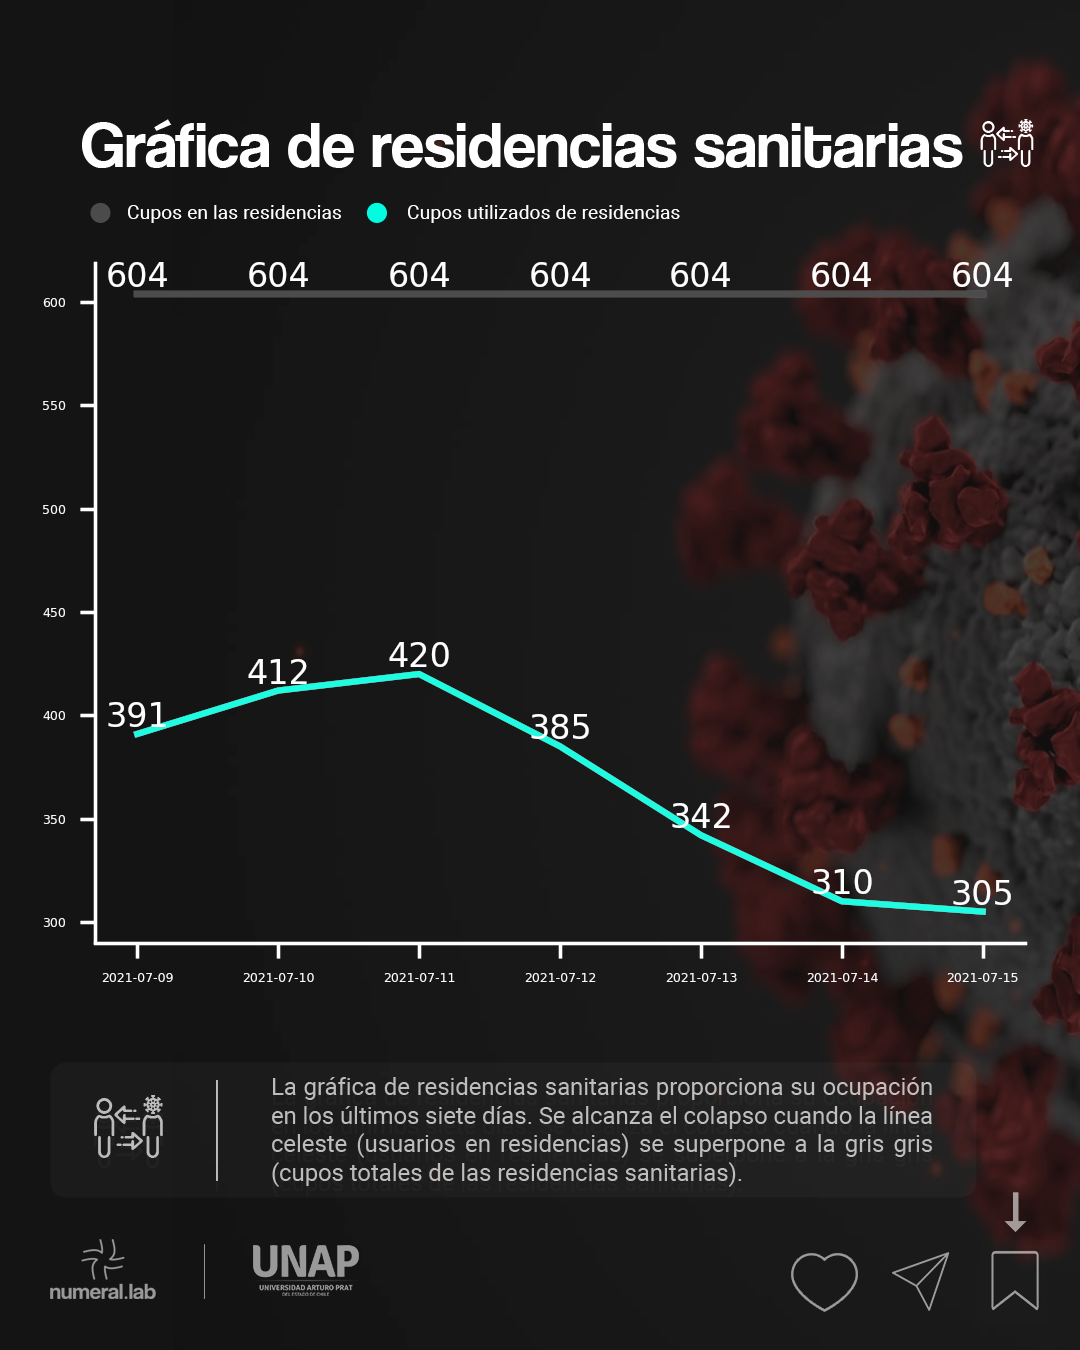 Gráfica de residencias sanitarias
Cupos en las residencias Cupos utilizados de residencias
604 604 604 604 604 604 604
600
550
500
450
400
350
300
391 412 420 385 342 310 305
2021-07-09 2021-07-10 2021-07-11 2021-07-12 2021-07-13 2021-07-14 2021-07-15
La gráfica de residencias sanitarias proporciona su ocupación
en los últimos siete días. Se alcanza el colapso cuando la línea
celeste (usuarios en residencias) se superpone a la gris gris
(cupos totales de las residencias sanitarias).
numeral.lab
UNAP
UNIVERSIDAD ARTURO PRAT
DEL ESTADO DE CHILE